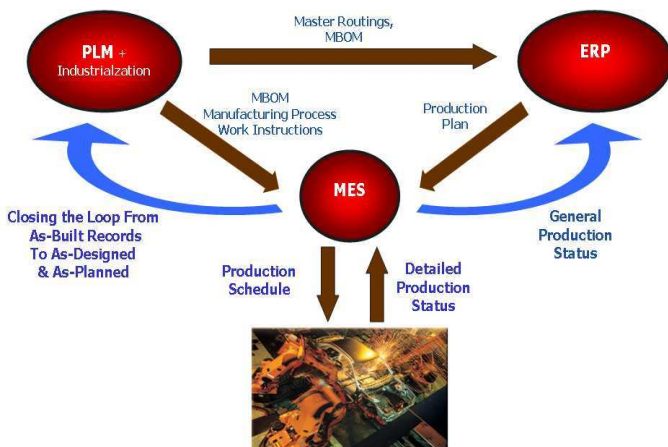 Master Routings,
MBOM
PLM +
Industrialzation
ERP
MBOM
Manufacturing Process
Work Instructions
Production
Plan
MES
Closing the Loop From
As-Built Records
To As-Designed
& As-Planned
General
Production
Status
Production
Schedule
Detailed
Production
Status